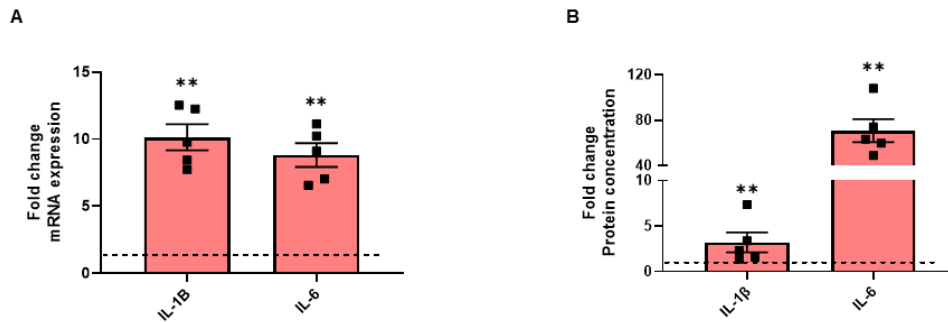 A
Fold change
mRNA expression
15
10
5
0
**
**
IL-1B
IL-6
B
Fold change
Protein concentration
120
80
40
10
5
0
**
**
IL-1β
IL-6